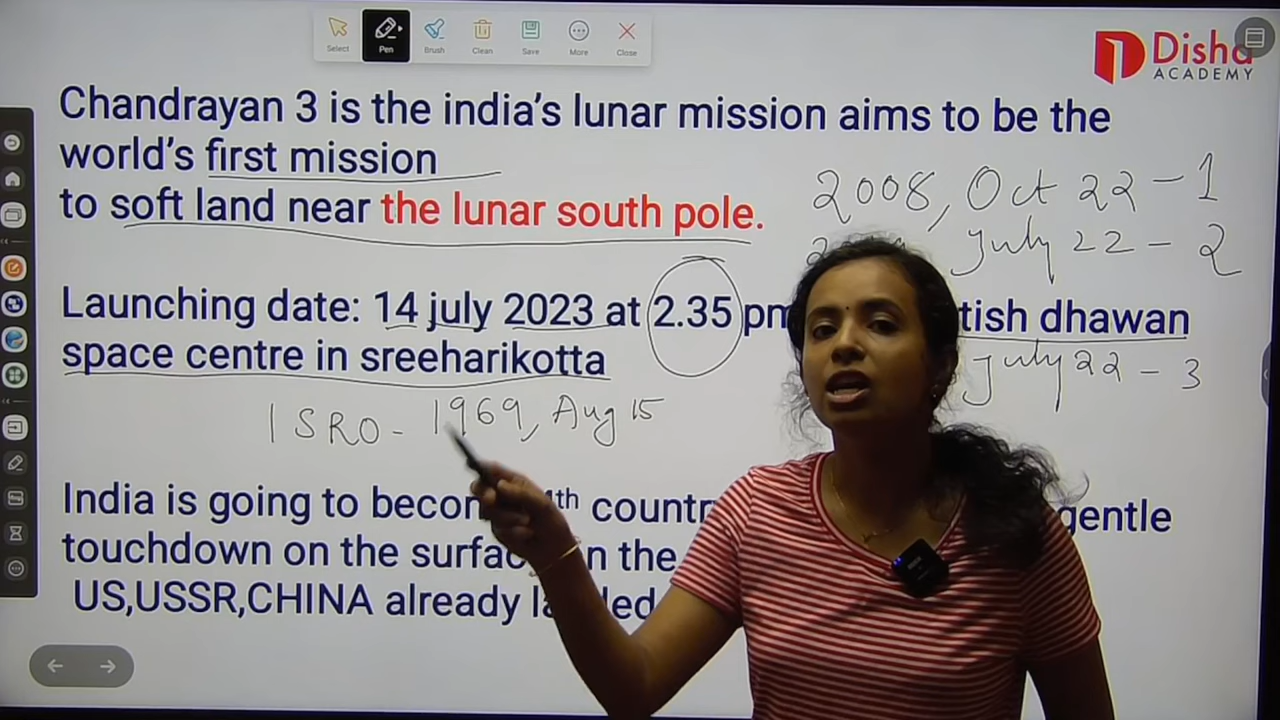 Select Pen Brush Clean Save More Close
Disha
ACADEMY
Chandrayan 3 is the india's lunar mission aims to be the
world's first mission
to soft land near the lunar south pole.
2008, Oct 22 - 1
July 22 - 2
Launching date: 14 july 2023 at 2.35 pm tish dhawan
space centre in sreeharikotta
July 22 - 3
ISRO - 1969, Aug 15
India is going to becom 4th countr gentle
touchdown on the surfac n the
US,USSR,CHINA already la led